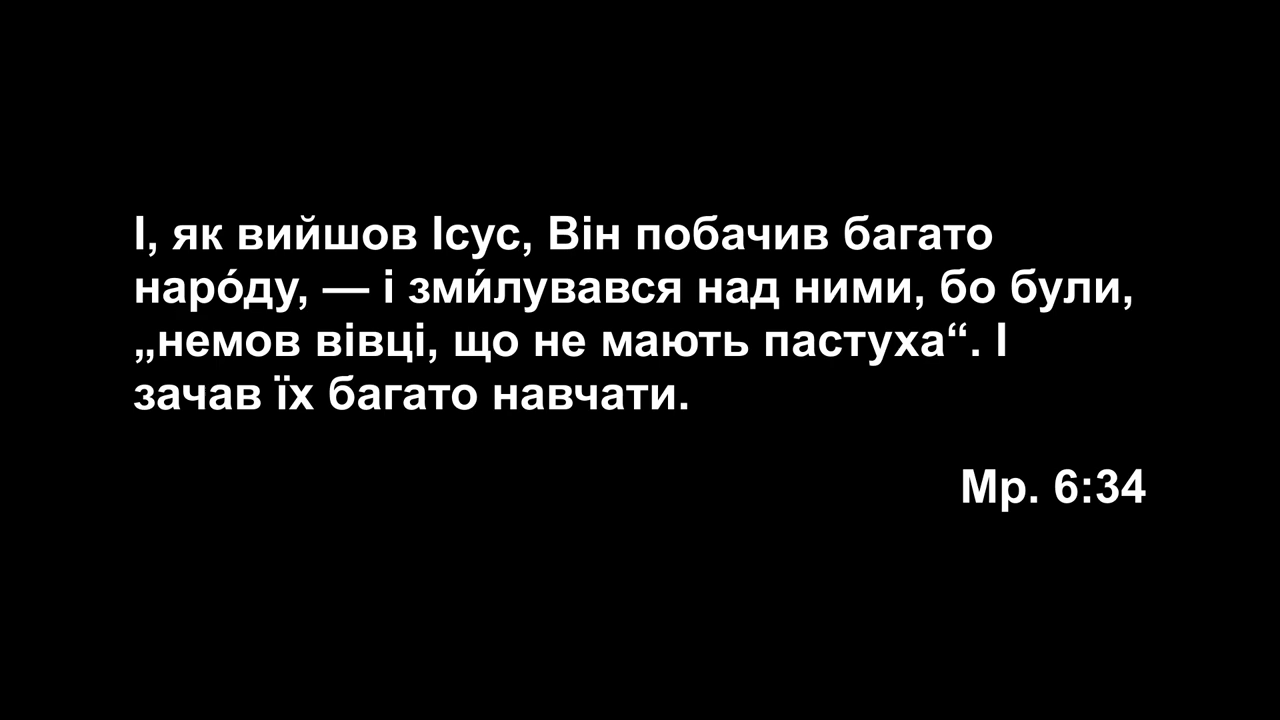 І, як вийшов Ісус, Він побачив багато
наро́ду, — і зми́лувався над ними, бо були,
„немов вівці, що не мають пастуха“. І
зачав їх багато навчати.
Мр. 6:34